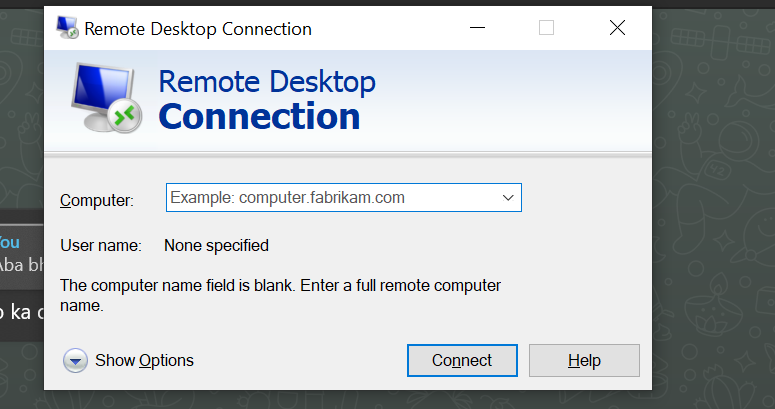 Remote Desktop Connection
Remote Desktop
Connection
Computer:
Example: computer.fabrikam.com
You
User name: None specified
Aba
The computer name field is blank. Enter a full remote computer
name.
ka
Show Options
Connect
Help